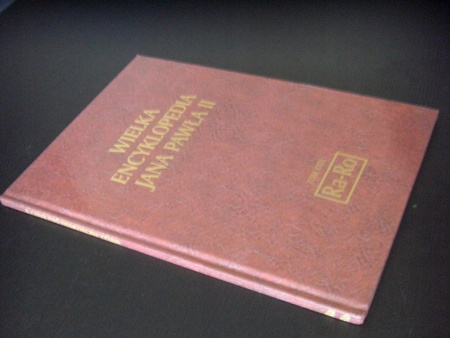 WIELKA
ENCYKLOPEDIA
JANA PAWŁA II
Ra-Ro